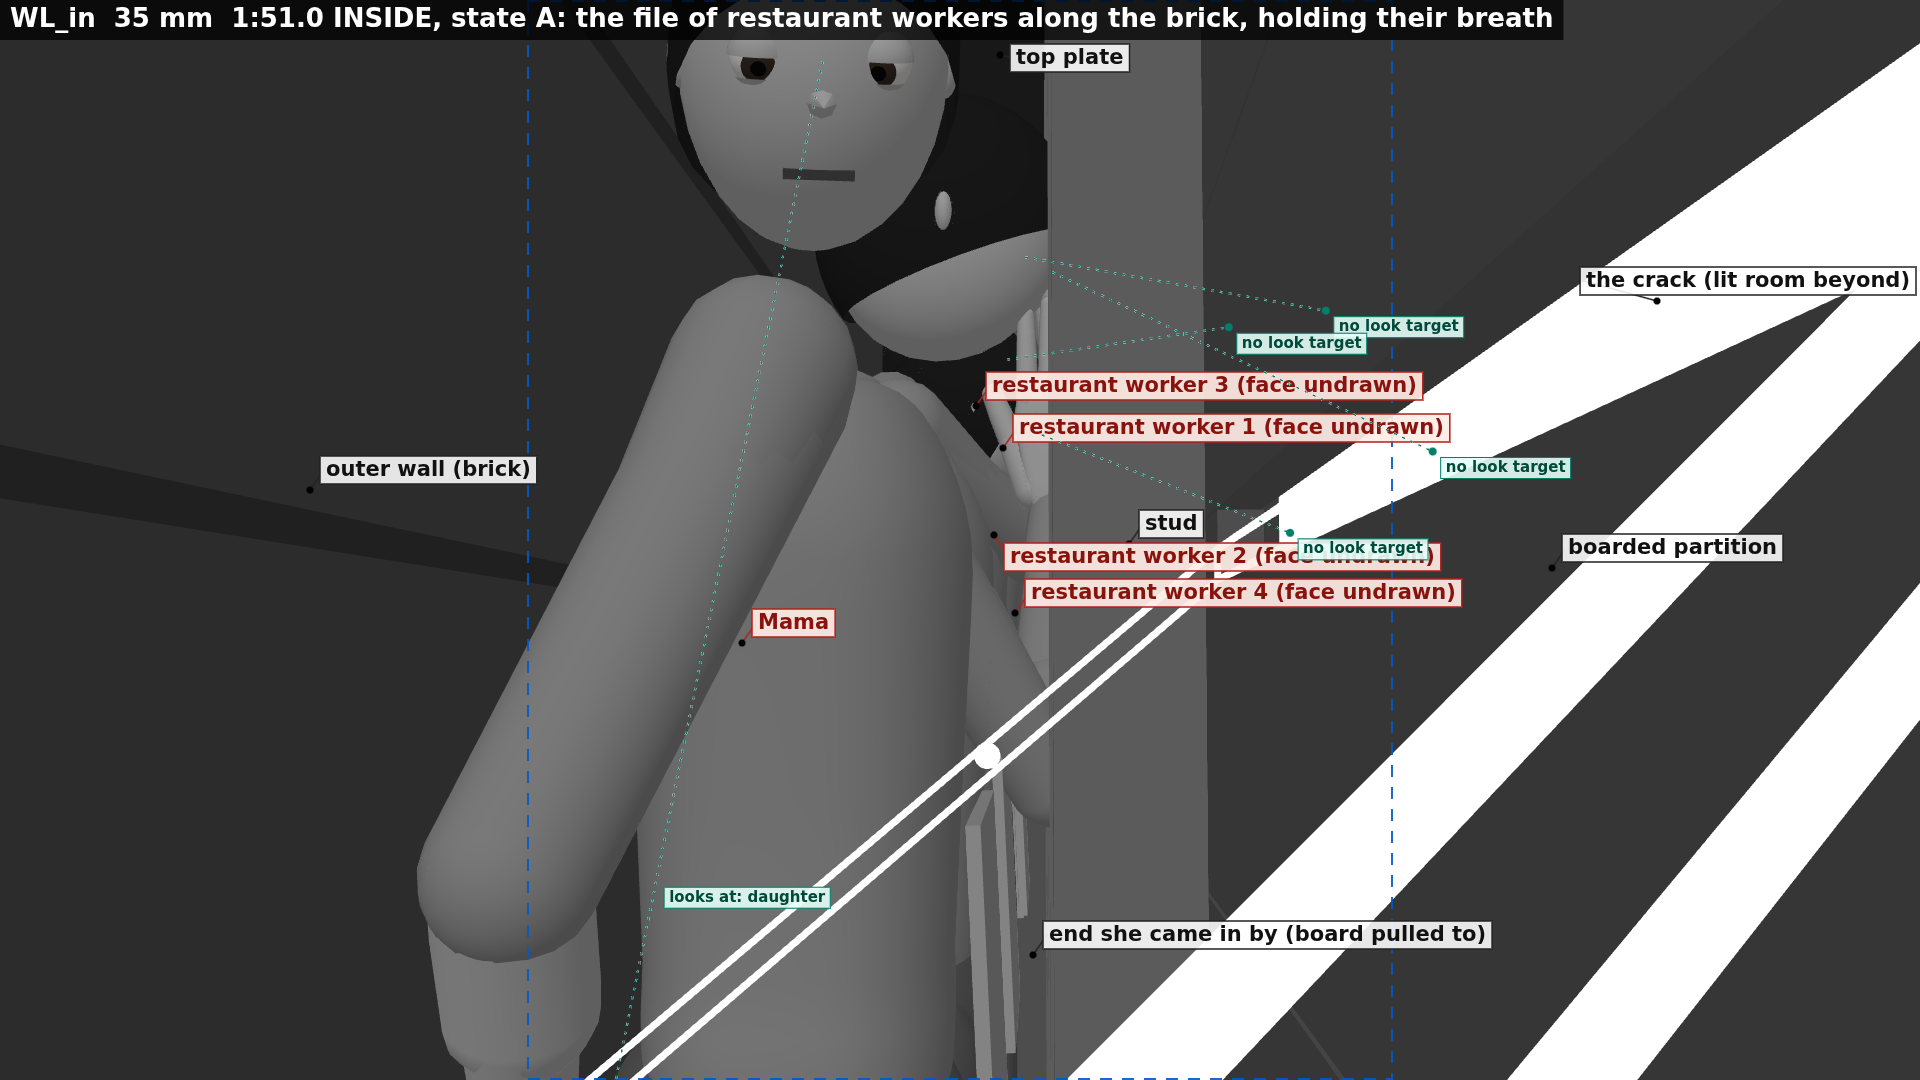 WL_in 35 mm 1:51.0 INSIDE, state A: the file of restaurant workers along the brick, holding their breath
top plate
the crack (lit room beyond)
no look target
no look target
restaurant worker 3 (face undrawn)
restaurant worker 1 (face undrawn)
outer wall (brick)
no look target
stud
boarded partition
no look target
restaurant worker 2 (face undrawn)
restaurant worker 4 (face undrawn)
Mama
looks at: daughter
end she came in by (board pulled to)